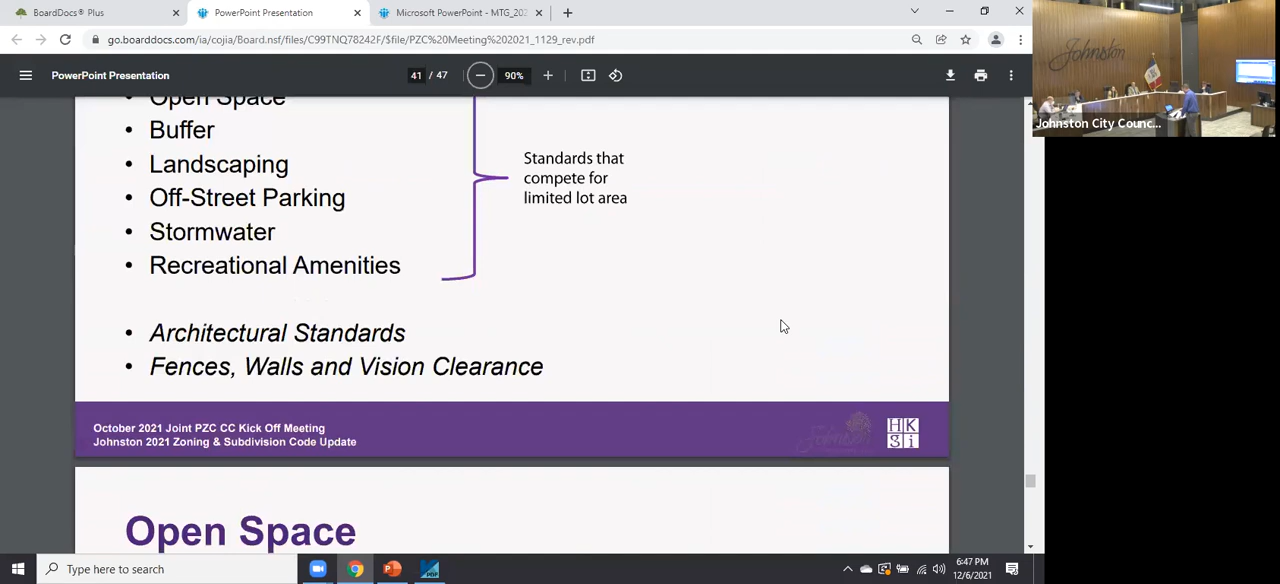 BoardDocs® Plus
PowerPoint Presentation
Microsoft PowerPoint - MTG_202
go.boarddocs.com/ia/cojia/Board.nsf/files/C99TNQ78242F/$file/PZC%20Meeting%202021_1129_rev.pdf
PowerPoint Presentation
41 / 47
90%
Johnston
Johnston City Counc...
Open Space
• Buffer
• Landscaping
• Off-Street Parking
• Stormwater
• Recreational Amenities
Standards that
compete for
limited lot area
• Architectural Standards
• Fences, Walls and Vision Clearance
October 2021 Joint PZC CC Kick Off Meeting
Johnston 2021 Zoning & Subdivision Code Update
Johnston
HK
Si
Open Space
Type here to search
6:47 PM
12/6/2021